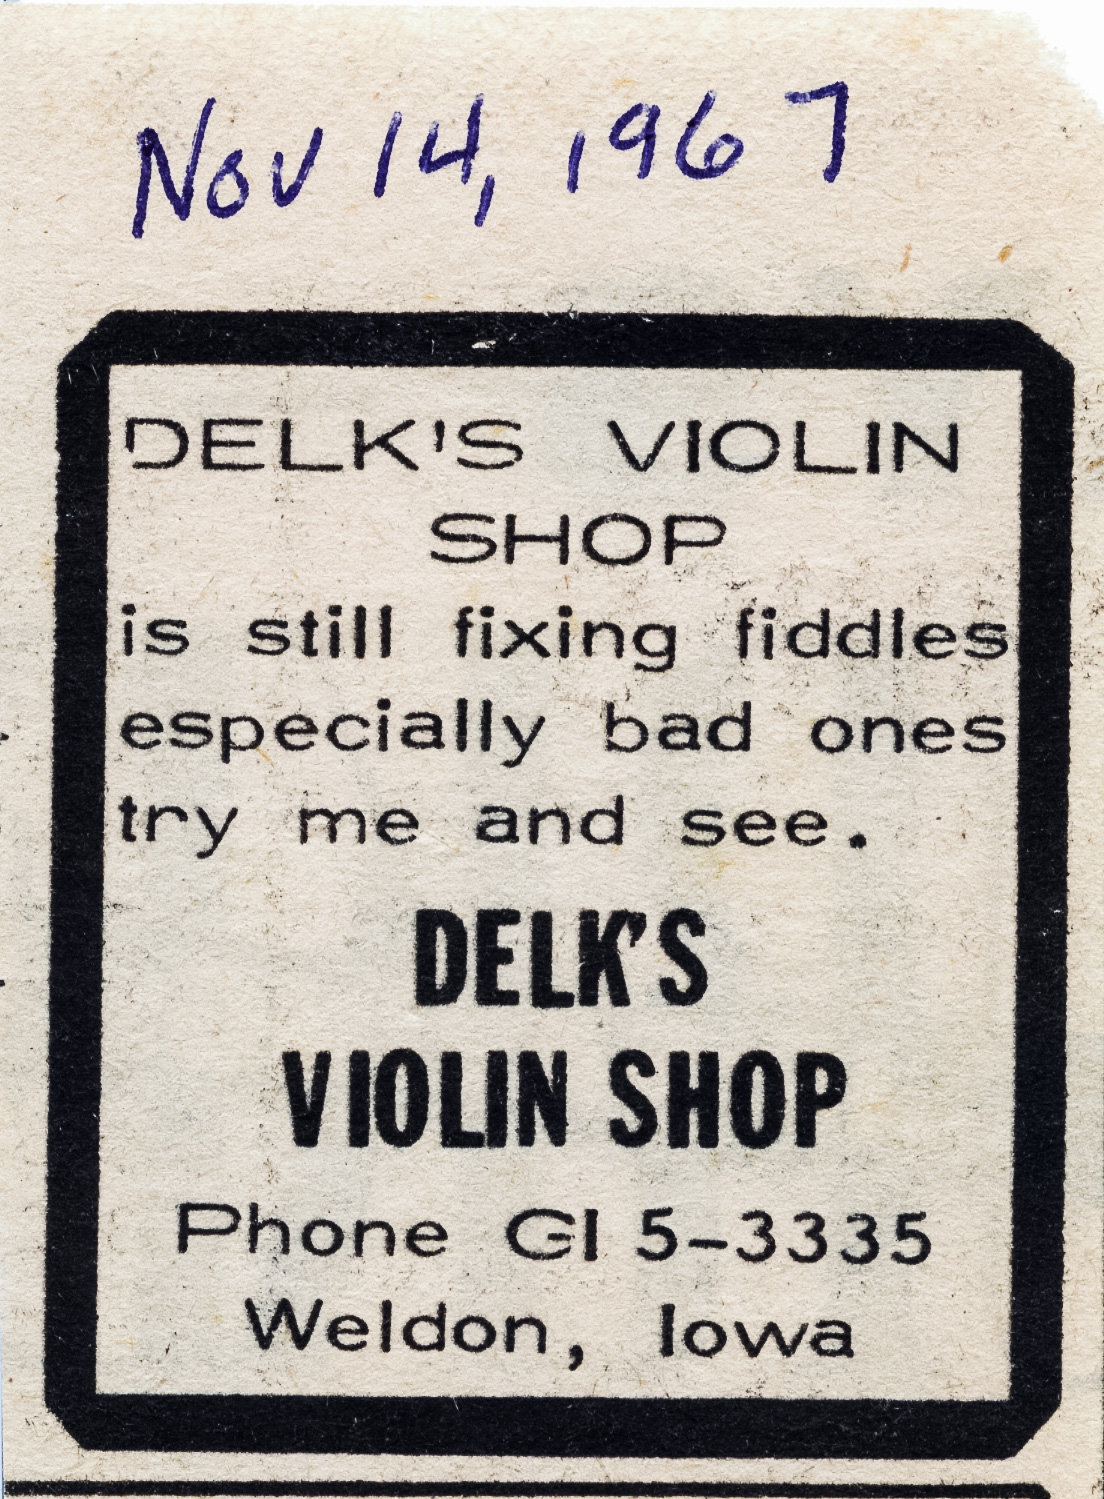 Nov 14, 1967
DELK'S VIOLIN
SHOP
is still fixing fiddles
especially bad ones
try me and see.
DELK'S
VIOLIN SHOP
Phone GI 5-3335
Weldon, Iowa